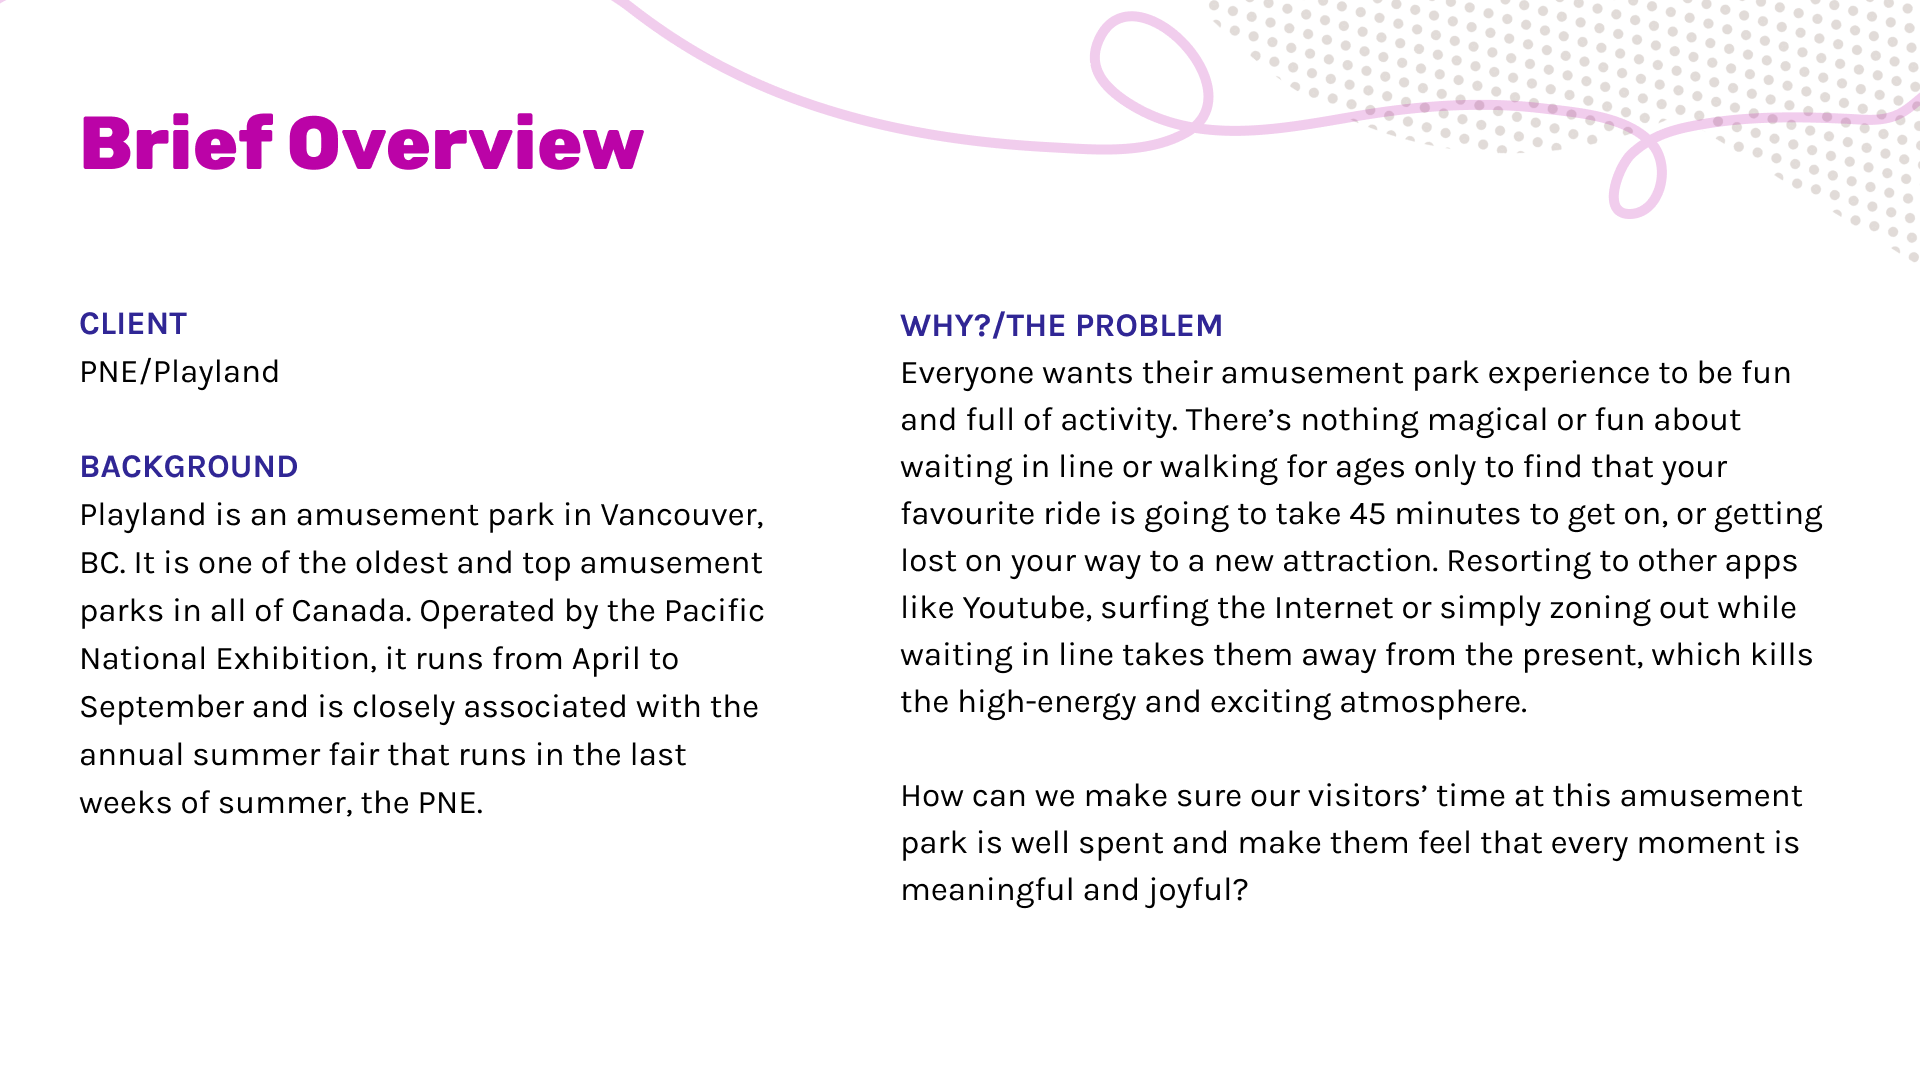 Brief Overview
CLIENT
PNE/Playland
BACKGROUND
Playland is an amusement park in Vancouver,
BC. It is one of the oldest and top amusement
parks in all of Canada. Operated by the Pacific
National Exhibition, it runs from April to
September and is closely associated with the
annual summer fair that runs in the last
weeks of summer, the PNE.
WHY?/THE PROBLEM
Everyone wants their amusement park experience to be fun
and full of activity. There’s nothing magical or fun about
waiting in line or walking for ages only to find that your
favourite ride is going to take 45 minutes to get on, or getting
lost on your way to a new attraction. Resorting to other apps
like Youtube, surfing the Internet or simply zoning out while
waiting in line takes them away from the present, which kills
the high-energy and exciting atmosphere.
How can we make sure our visitors’ time at this amusement
park is well spent and make them feel that every moment is
meaningful and joyful?